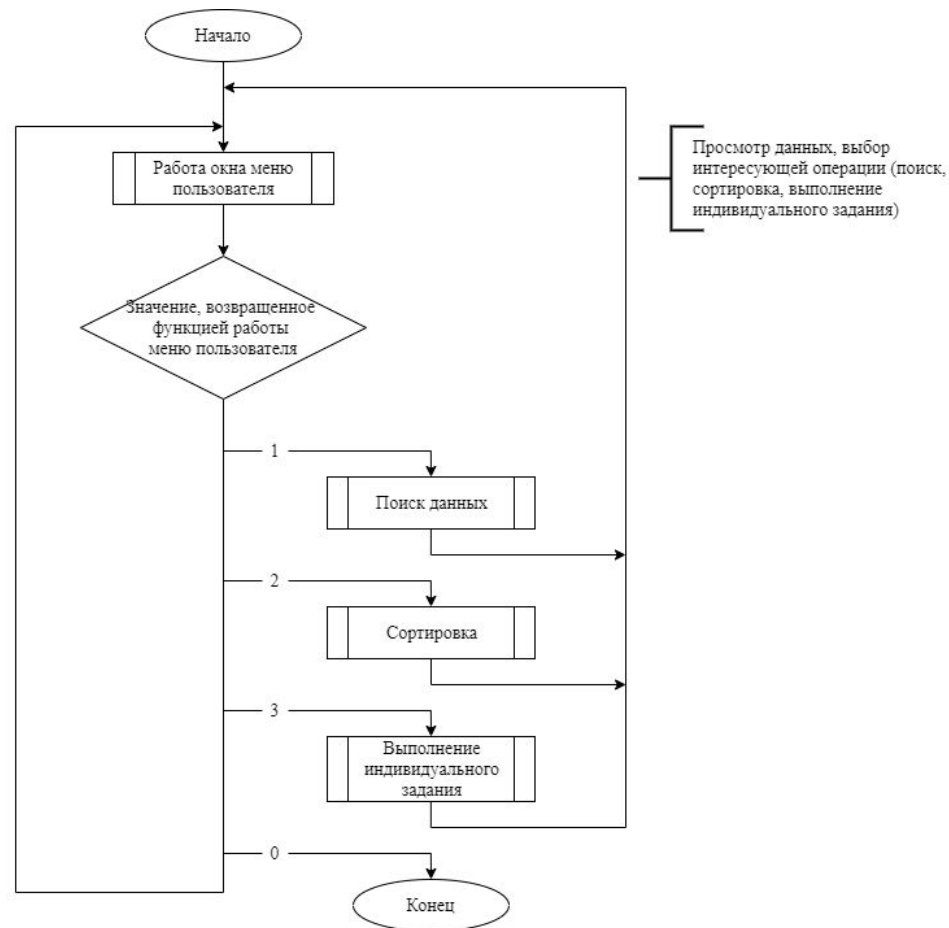 Начало
Работа окна меню
пользователя
Просмотр данных, выбор
интересующей операции (поиск,
сортировка, выполнение
индивидуального задания)
Значение, возвращенное
функцией работы
меню пользователя
1
Поиск данных
2
Сортировка
3
Выполнение
индивидуального
задания
0
Конец